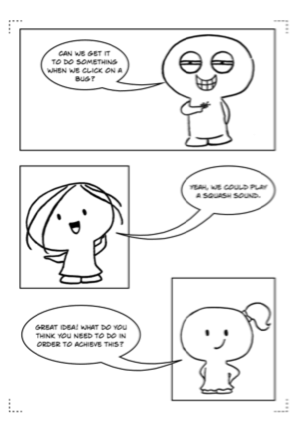 CAN WE GET IT
TO DO SOMETHING
WHEN WE CLICK ON A
BUG?
YEAH, WE COULD PLAY
A SQUASH SOUND.
GREAT IDEA! WHAT DO YOU
THINK YOU NEED TO DO IN
ORDER TO ACHIEVE THIS?